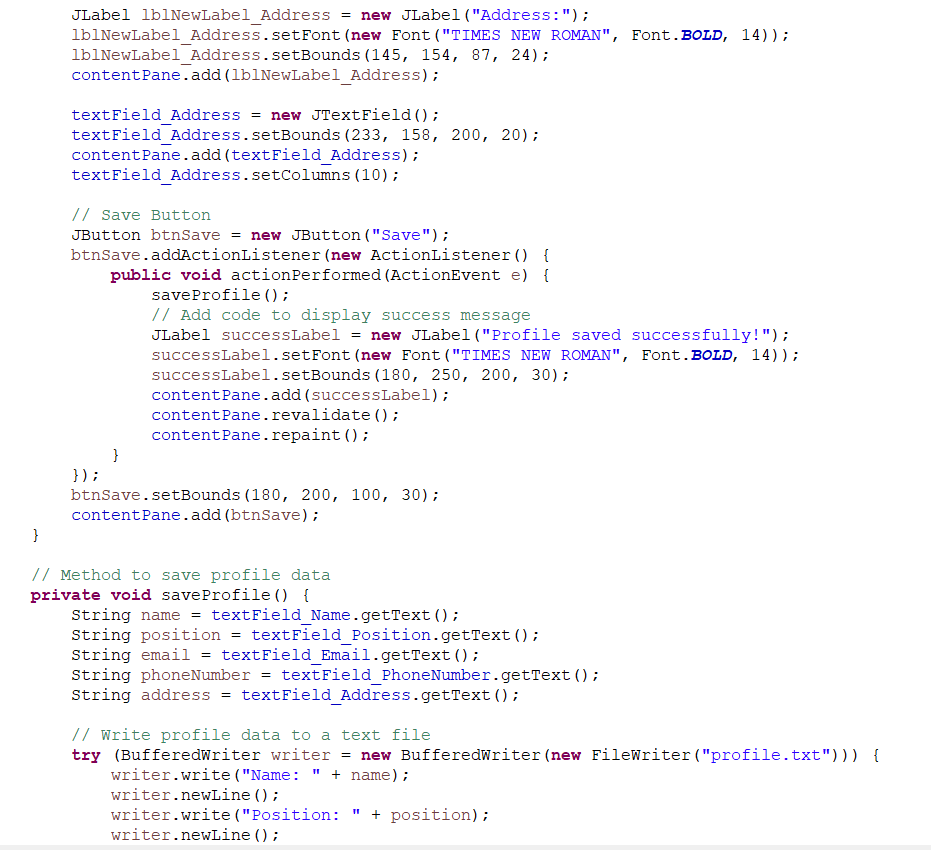 JLabel lblNewLabel_Address = new JLabel("Address:");
lblNewLabel_Address.setFont(new Font("TIMES NEW ROMAN", Font.BOLD, 14));
lblNewLabel_Address.setBounds(145, 154, 87, 24);
contentPane.add(lblNewLabel_Address);

textField_Address = new JTextField();
textField_Address.setBounds(233, 158, 200, 20);
contentPane.add(textField_Address);
textField_Address.setColumns(10);

// Save Button
JButton btnSave = new JButton("Save");
btnSave.addActionListener(new ActionListener() {
public void actionPerformed(ActionEvent e) {
saveProfile();
// Add code to display success message
JLabel successLabel = new JLabel("Profile saved successfully!");
successLabel.setFont(new Font("TIMES NEW ROMAN", Font.BOLD, 14));
successLabel.setBounds(180, 250, 200, 30);
contentPane.add(successLabel);
contentPane.revalidate();
contentPane.repaint();
}
});
btnSave.setBounds(180, 200, 100, 30);
contentPane.add(btnSave);
}

// Method to save profile data
private void saveProfile() {
String name = textField_Name.getText();
String position = textField_Position.getText();
String email = textField_Email.getText();
String phoneNumber = textField_PhoneNumber.getText();
String address = textField_Address.getText();

// Write profile data to a text file
try (BufferedWriter writer = new BufferedWriter(new FileWriter("profile.txt"))) {
writer.write("Name: " + name);
writer.newLine();
writer.write("Position: " + position);
writer.newLine();